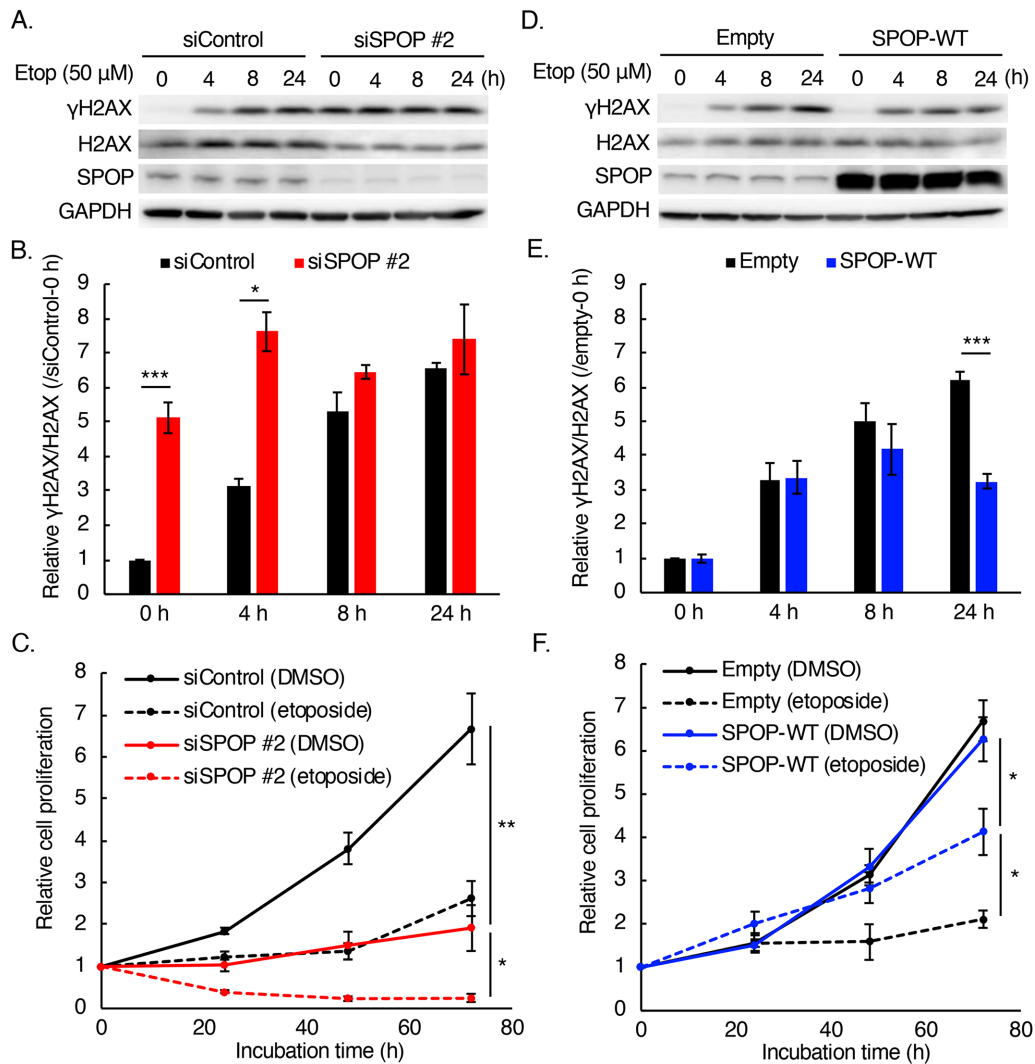 A.
siControl siSPOP #2
Etop (50 µM) 0 4 8 24 0 4 8 24 (h)
γH2AX
H2AX
SPOP
GAPDH
B.
siControl siSPOP #2
Relative γH2AX/H2AX (/siControl-0 h)
9
8
7
6
5
4
3
2
1
0
***
*
0 h 4 h 8 h 24 h
C.
siControl (DMSO)
siControl (etoposide)
siSPOP #2 (DMSO)
siSPOP #2 (etoposide)
Relative cell proliferation
8
7
6
5
4
3
2
1
0
**
*
0 20 40 60 80
Incubation time (h)
D.
Empty SPOP-WT
Etop (50 µM) 0 4 8 24 0 4 8 24 (h)
γH2AX
H2AX
SPOP
GAPDH
E.
Empty SPOP-WT
Relative γH2AX/H2AX (/empty-0 h)
9
8
7
6
5
4
3
2
1
0
***
0 h 4 h 8 h 24 h
F.
Empty (DMSO)
Empty (etoposide)
SPOP-WT (DMSO)
SPOP-WT (etoposide)
Relative cell proliferation
8
7
6
5
4
3
2
1
0
*
*
0 20 40 60 80
Incubation time (h)